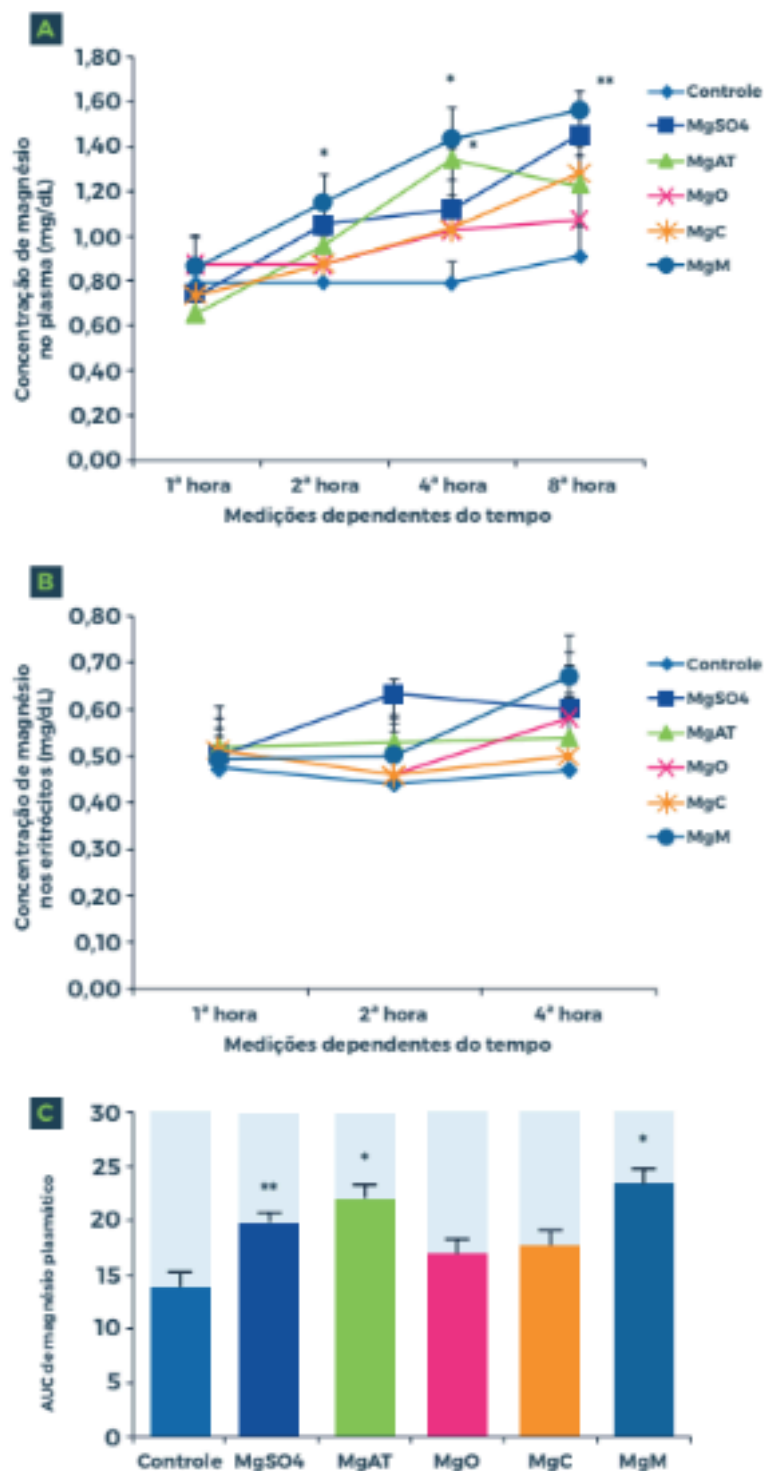 A
Concentração de magnésio
no plasma (mg/dL)
1,80
1,60
1,40
1,20
1,00
0,80
0,60
0,40
0,20
0,00
*
*
*
**
1ª hora 2ª hora 4ª hora 8ª hora
Medições dependentes do tempo
Controle
MgSO4
MgAT
MgO
MgC
MgM
B
Concentração de magnésio
nos eritrócitos (mg/dL)
0,80
0,70
0,60
0,50
0,40
0,30
0,20
0,10
0,00
1ª hora 2ª hora 4ª hora
Medições dependentes do tempo
Controle
MgSO4
MgAT
MgO
MgC
MgM
C
AUC de magnésio plasmático
30
25
20
15
10
5
0
**
*
*
Controle MgSO4 MgAT MgO MgC MgM